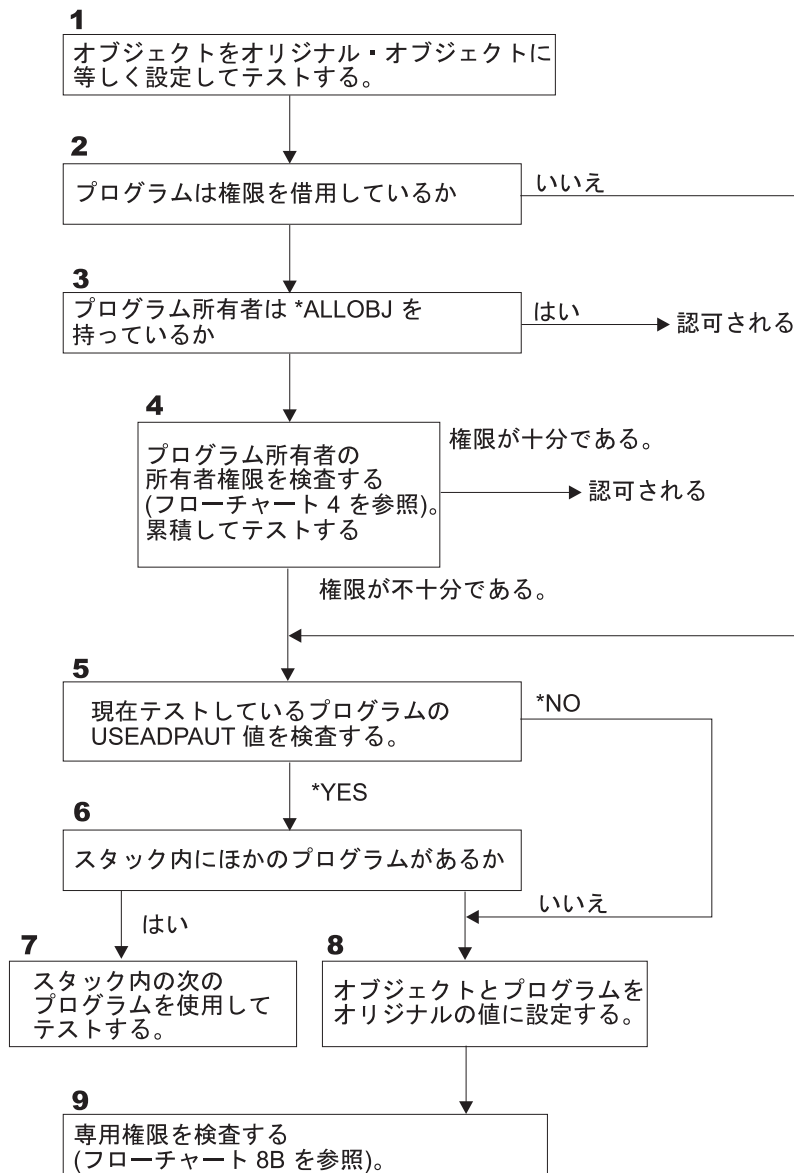 1
オブジェクトをオリジナル・オブジェクトに
等しく設定してテストする。
2
プログラムは権限を借用しているか
いいえ
3
プログラム所有者は *ALLOBJ を
持っているか
はい
認可される
4
プログラム所有者の
所有者権限を検査する
(フローチャート 4 を参照)。
累積してテストする
権限が十分である。
認可される
権限が不十分である。
5
現在テストしているプログラムの
USEADPAUT 値を検査する。
*NO
*YES
6
スタック内にほかのプログラムがあるか
はい
いいえ
7
スタック内の次の
プログラムを使用して
テストする。
8
オブジェクトとプログラムを
オリジナルの値に設定する。
9
専用権限を検査する
(フローチャート 8B を参照)。